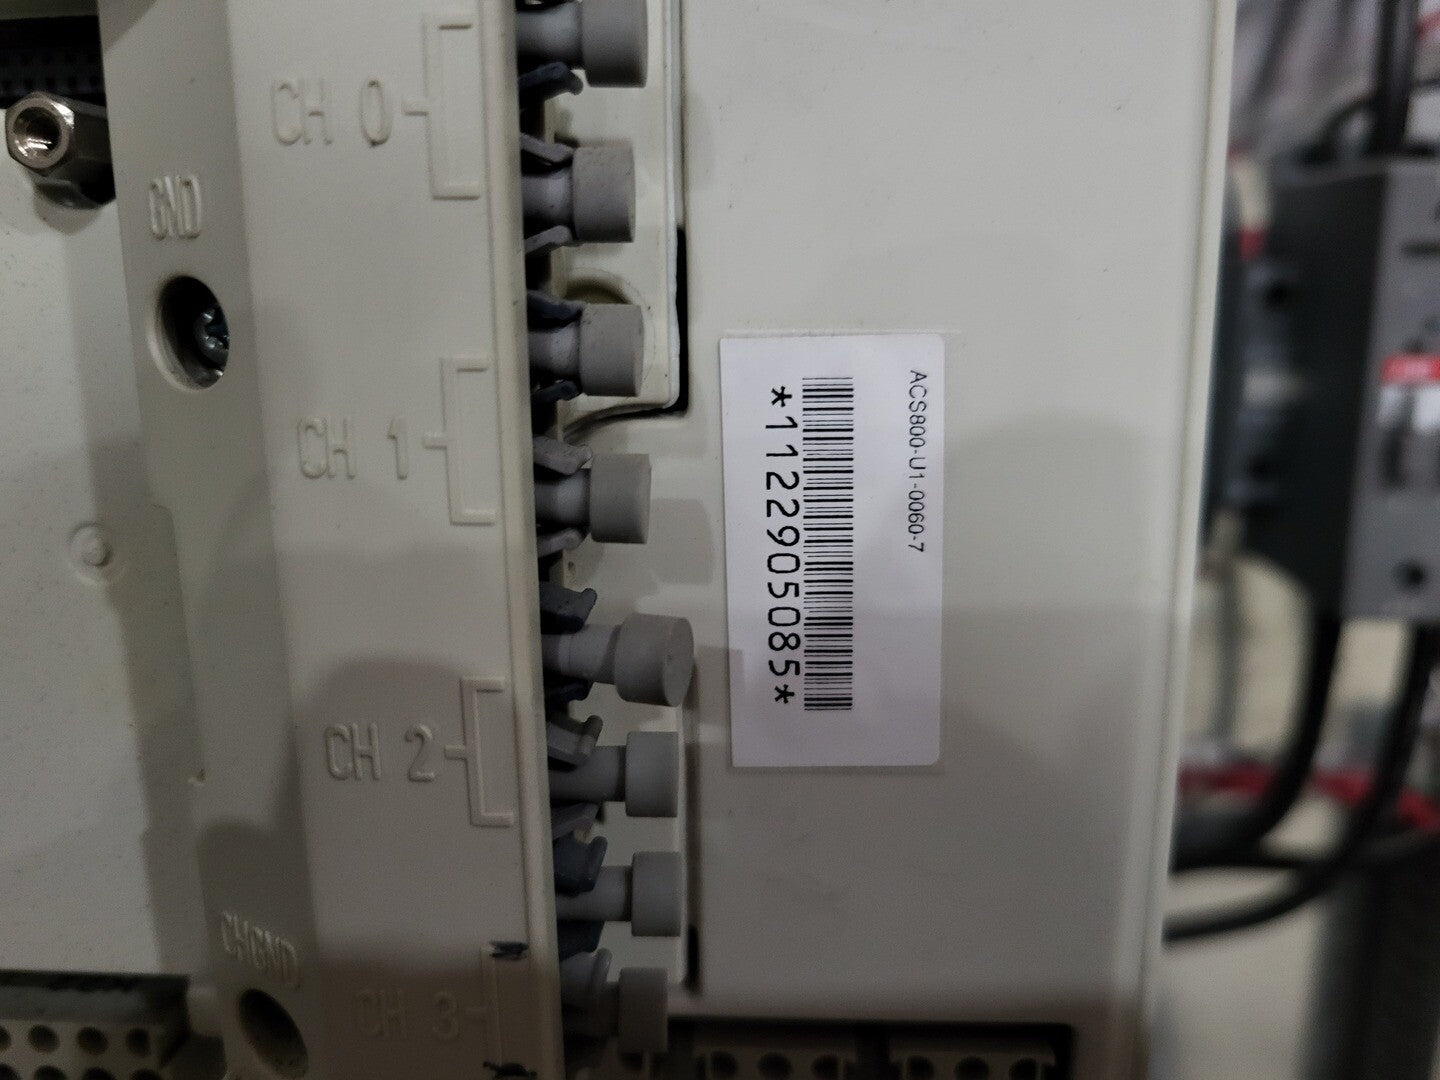 CH 0
GND
CH 1
CH 2
CHGND
CH 3
ACS800-U1-0060-7
*1122905085*